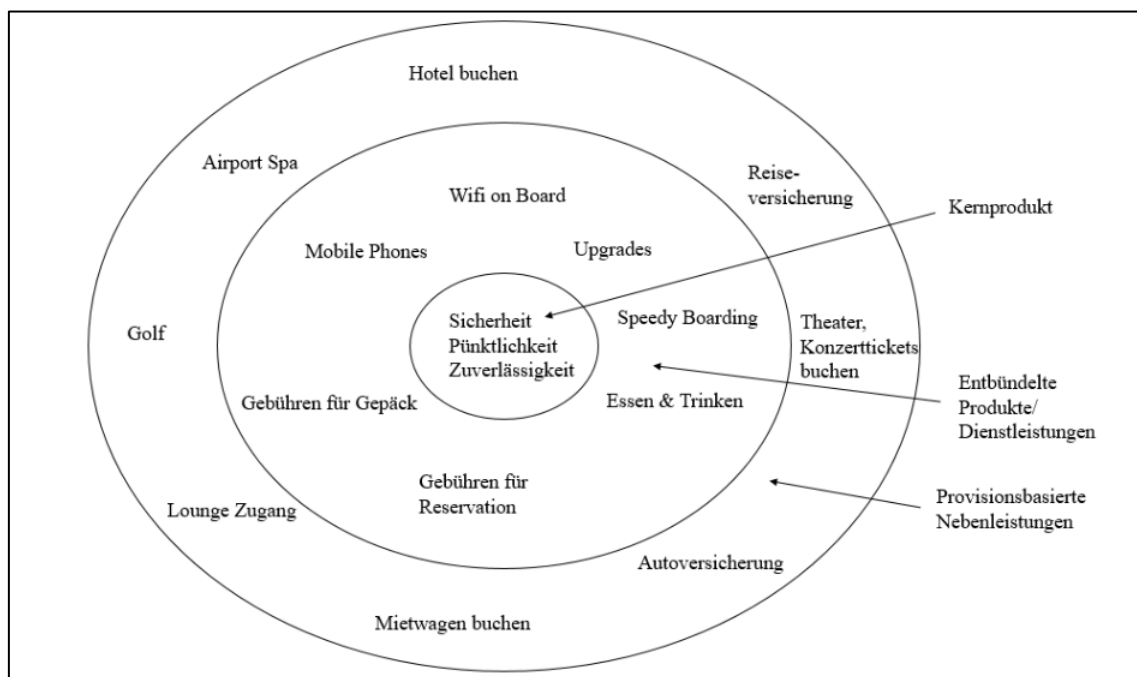 Hotel buchen
Airport Spa
Reise-
versicherung
Wifi on Board
Kernprodukt
Mobile Phones
Upgrades
Sicherheit
Pünktlichkeit
Zuverlässigkeit
Speedy Boarding
Golf
Theater,
Konzerttickets
buchen
Gebühren für Gepäck
Essen & Trinken
Entbündelte
Produkte/
Dienstleistungen
Gebühren für
Reservation
Lounge Zugang
Provisionsbasierte
Nebenleistungen
Autoversicherung
Mietwagen buchen